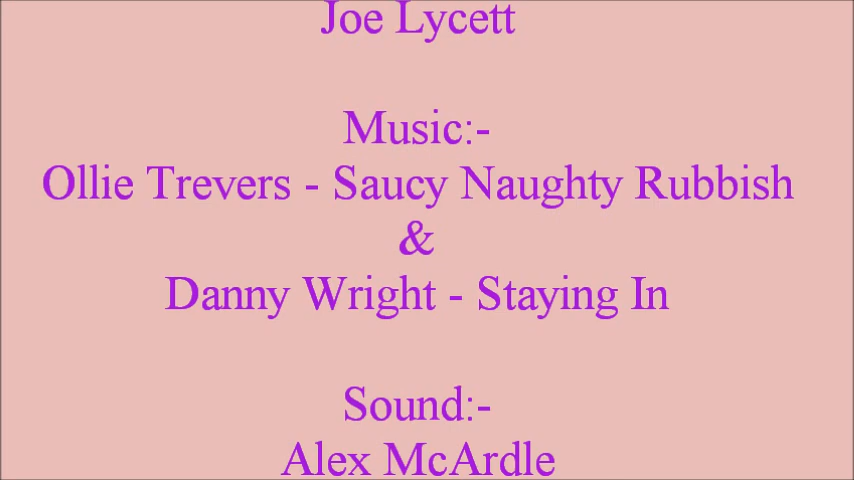 Joe Lycett
Music:-
Ollie Trevers - Saucy Naughty Rubbish
&
Danny Wright - Staying In
Sound:-
Alex McArdle